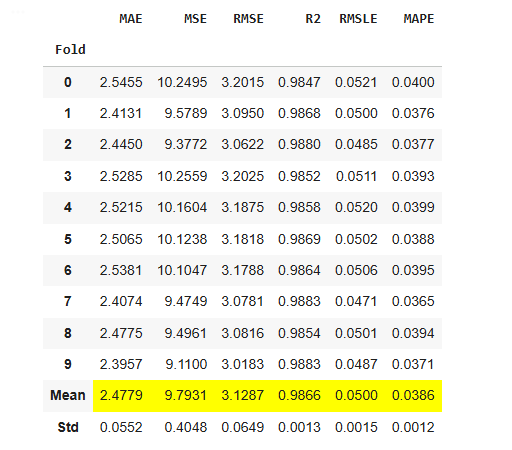 MAE MSE RMSE R2 RMSLE MAPE
Fold
0 2.5455 10.2495 3.2015 0.9847 0.0521 0.0400
1 2.4131 9.5789 3.0950 0.9868 0.0500 0.0376
2 2.4450 9.3772 3.0622 0.9880 0.0485 0.0377
3 2.5285 10.2559 3.2025 0.9852 0.0511 0.0393
4 2.5215 10.1604 3.1875 0.9858 0.0520 0.0399
5 2.5065 10.1238 3.1818 0.9869 0.0502 0.0388
6 2.5381 10.1047 3.1788 0.9864 0.0506 0.0395
7 2.4074 9.4749 3.0781 0.9883 0.0471 0.0365
8 2.4775 9.4961 3.0816 0.9854 0.0501 0.0394
9 2.3957 9.1100 3.0183 0.9883 0.0487 0.0371
Mean 2.4779 9.7931 3.1287 0.9866 0.0500 0.0386
Std 0.0552 0.4048 0.0649 0.0013 0.0015 0.0012